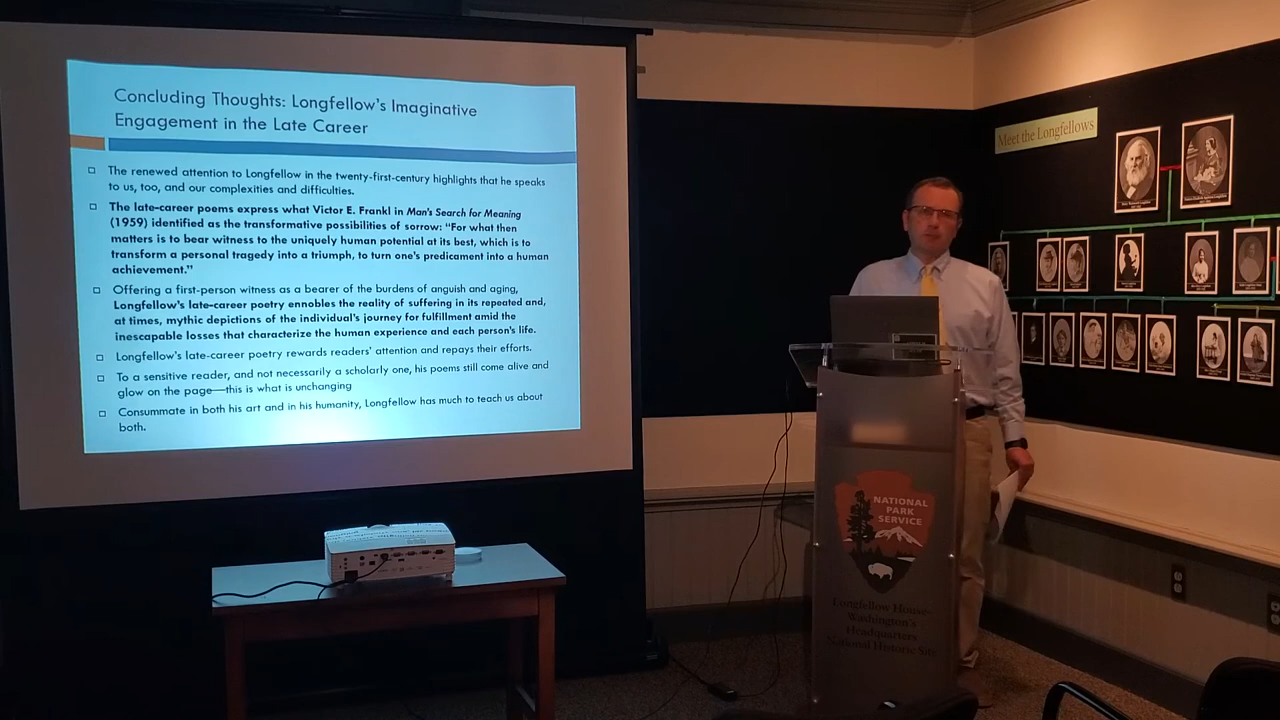 Concluding Thoughts: Longfellow's Imaginative
Engagement in the Late Career
The renewed attention to Longfellow in the twenty-first-century highlights that he speaks
to us, too, and our complexities and difficulties.
The late-career poems express what Victor E. Frankl in Man's Search for Meaning
(1959) identified as the transformative possibilities of sorrow: "For what then
matters is to bear witness to the uniquely human potential at its best, which is to
transform a personal tragedy into a triumph, to turn one's predicament into a human
achievement."
Offering a first-person witness as a bearer of the burdens of anguish and aging,
Longfellow's late-career poetry ennobles the reality of suffering in its repeated and,
at times, mythic depictions of the individual's journey for fulfillment amid the
inescapable losses that characterize the human experience and each person's life.
Longfellow's late-career poetry rewards readers' attention and repays their efforts.
To a sensitive reader, and not necessarily a scholarly one, his poems still come alive and
glow on the page—this is what is unchanging
Consummate in both his art and in his humanity, Longfellow has much to teach us about
both.
Meet the Longfellows
NATIONAL
PARK
SERVICE
Longfellow House-
Washington's
Headquarters
National Historic Site